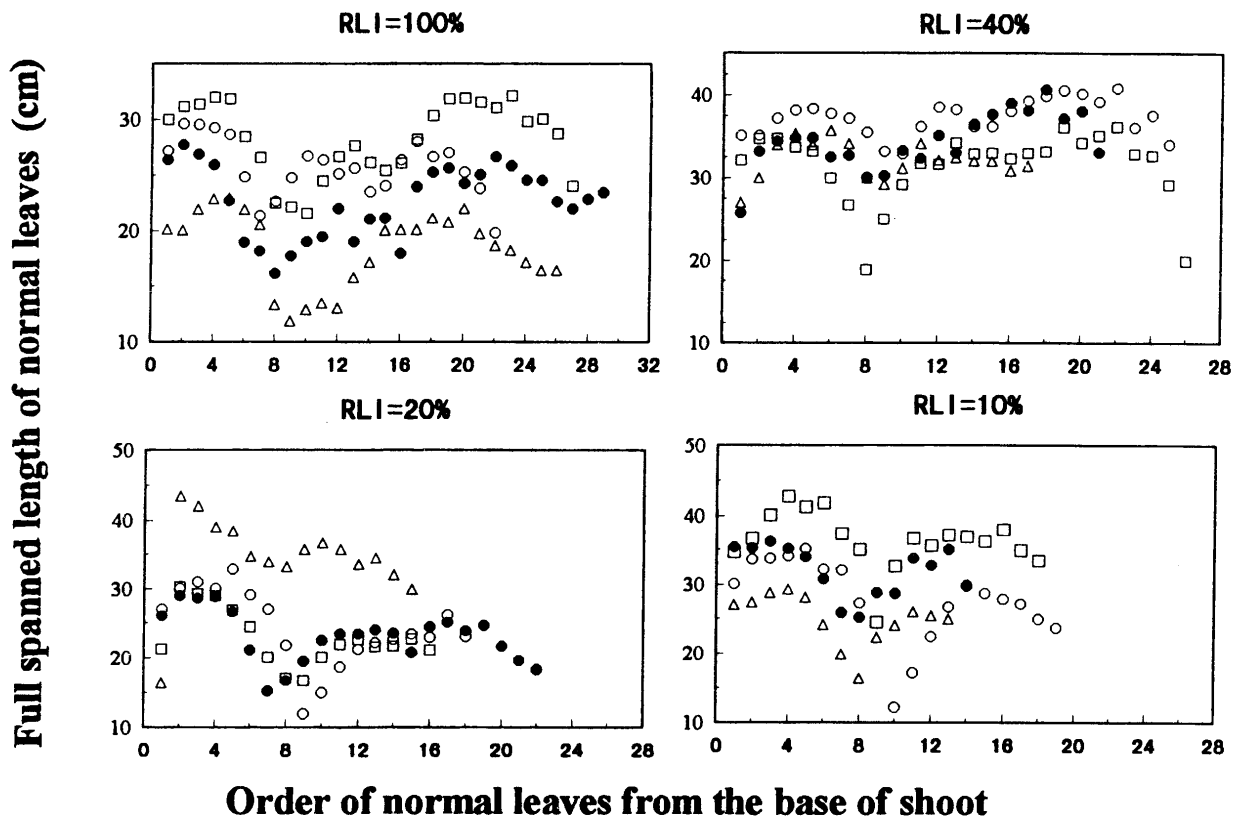 RLI=100%
RLI=40%
30
20
10
0 4 8 12 16 20 24 28 32
40
30
20
10
0 4 8 12 16 20 24 28
RLI=20%
RLI=10%
50
40
30
20
10
0 4 8 12 16 20 24 28
50
40
30
20
10
0 4 8 12 16 20 24 28
Full spanned length of normal leaves (cm)
Order of normal leaves from the base of shoot